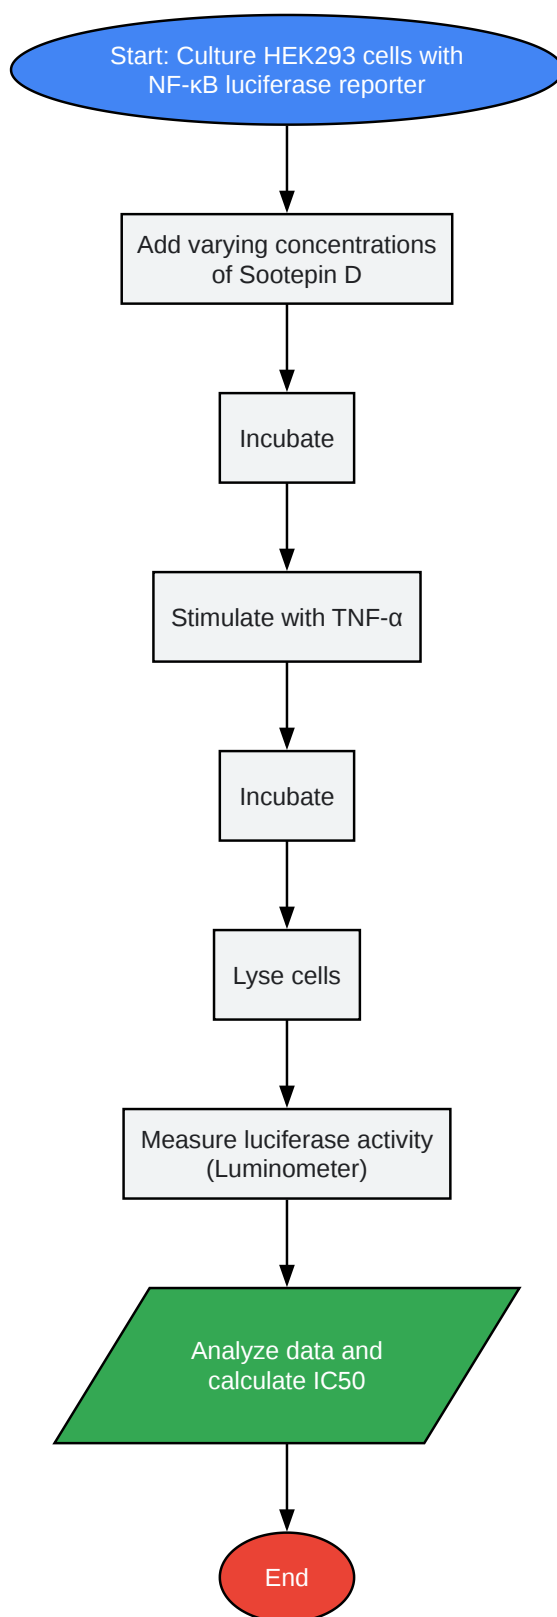 Start: Culture HEK293 cells with
NF-κB luciferase reporter
Add varying concentrations
of Sootepin D
Incubate
Stimulate with TNF-α
Incubate
Lyse cells
Measure luciferase activity
(Luminometer)
Analyze data and
calculate IC50
End